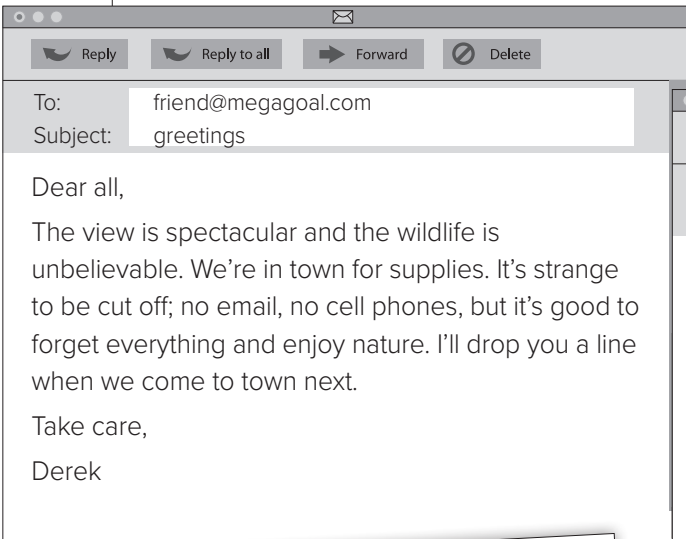 Reply Reply to all Forward Delete
To: friend@megagoal.com
Subject: greetings
Dear all,
The view is spectacular and the wildlife is
unbelievable. We're in town for supplies. It's strange
to be cut off; no email, no cell phones, but it's good to
forget everything and enjoy nature. I'll drop you a line
when we come to town next.
Take care,
Derek